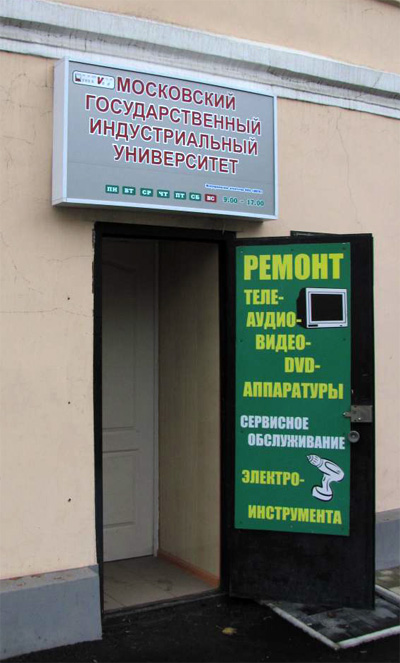 МОСКОВСКИЙ
ГОСУДАРСТВЕННЫЙ
ИНДУСТРИАЛЬНЫЙ
УНИВЕРСИТЕТ
ПН ВТ СР ЧТ ПТ СБ ВС 9.00 — 17.00
РЕМОНТ
ТЕЛЕ-
АУДИО-
ВИДЕО-
DVD-
АППАРАТУРЫ
СЕРВИСНОЕ
ОБСЛУЖИВАНИЕ
ЭЛЕКТРО-
ИНСТРУМЕНТА